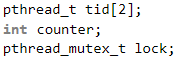 pthread_t tid[2];
int counter;
pthread_mutex_t lock;